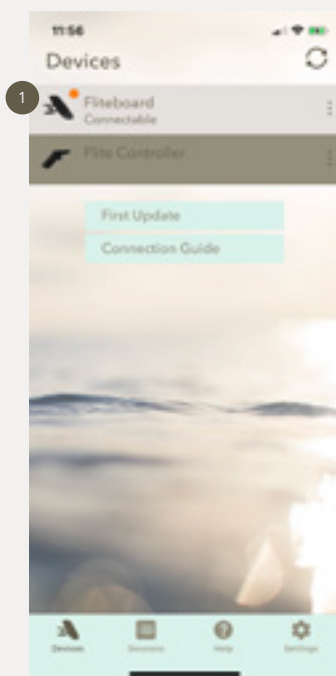 11:56
Devices
1
Fliteboard
Connectable
Flite Controller
First Update
Connection Guide
Devices
Sessions
Help
Settings